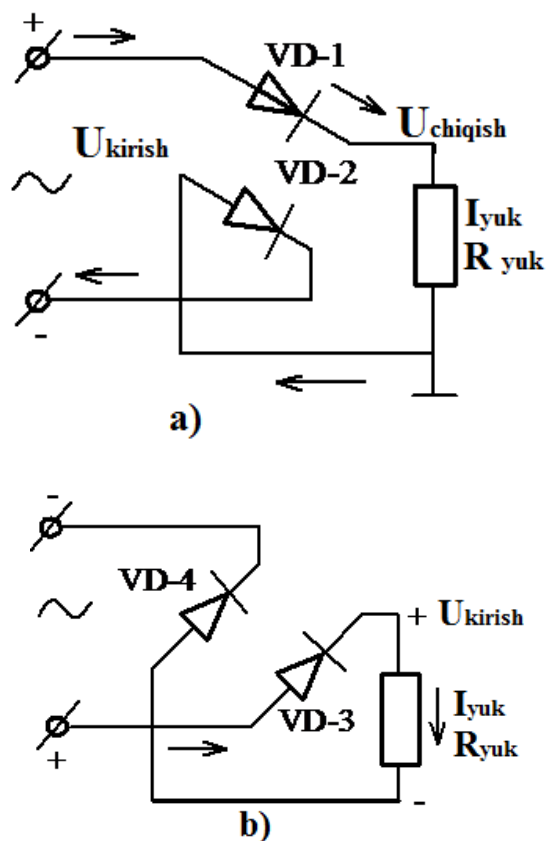 +
VD-1
Uchiqish
Ukirish
VD-2
Iyuk
R yuk
-
a)
-
VD-4
+ Ukirish
VD-3
Iyuk
Ryuk
+
-
b)